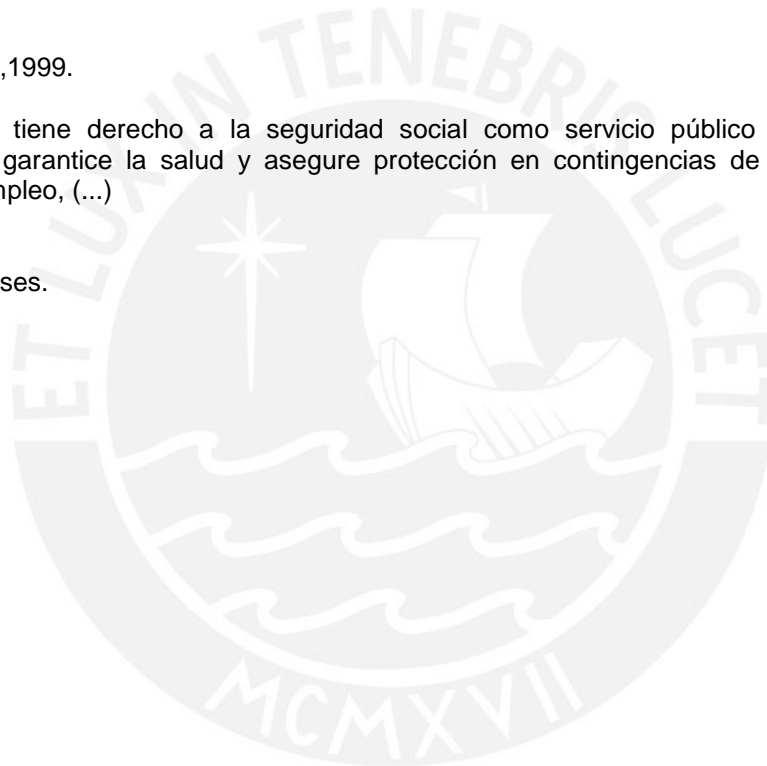 ,1999.
tiene derecho a la seguridad social como servicio público
garantice la salud y asegure protección en contingencias de
mpleo, (...)
ses.
ET LUX IN TENEBRIS LUCET
MCMXVII